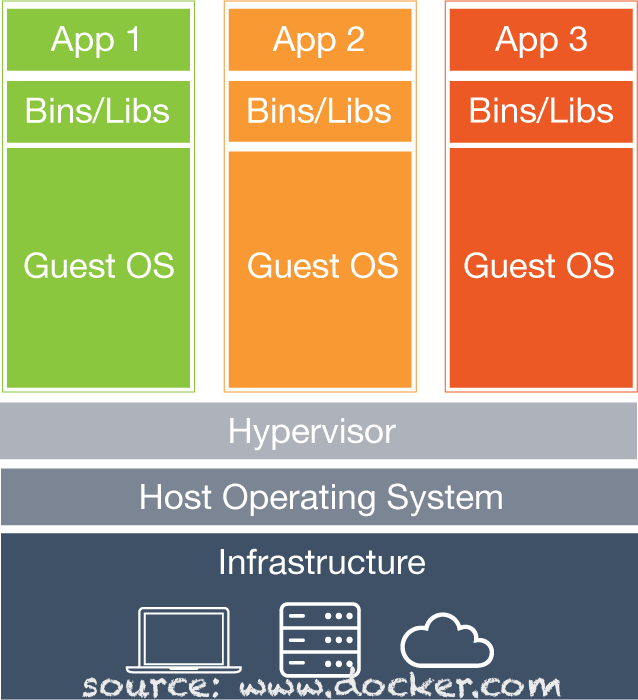 App 1
App 2
App 3
Bins/Libs
Bins/Libs
Bins/Libs
Guest OS
Guest OS
Guest OS
Hypervisor
Host Operating System
Infrastructure
source: www.docker.com